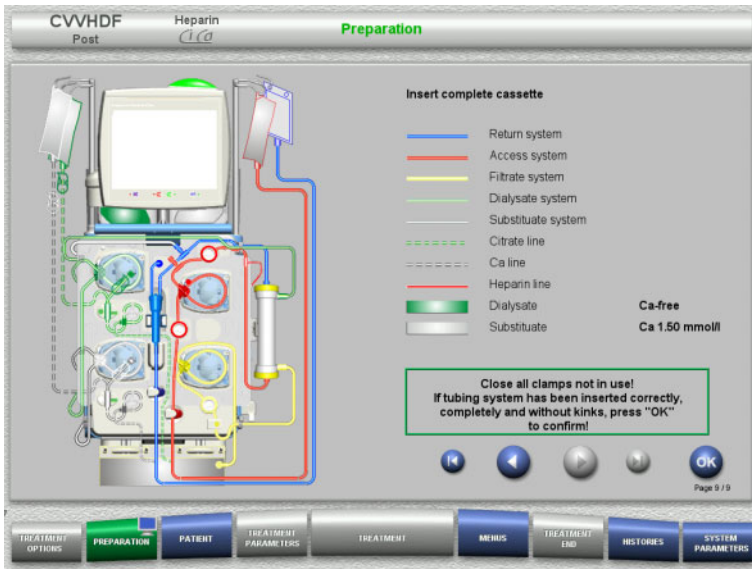 CVVHDF
Post
Heparin
Ci Ca
Preparation
Insert complete cassette
Return system
Access system
Filtrate system
Dialysate system
Substituate system
Citrate line
Ca line
Heparin line
Dialysate Ca-free
Substituate Ca 1.50 mmol/l
Close all clamps not in use!
If tubing system has been inserted correctly,
completely and without kinks, press "OK"
to confirm!
OK
Page 9 / 9
TREATMENT
OPTIONS
PREPARATION
PATIENT
TREATMENT
PARAMETERS
TREATMENT
MENUS
TREATMENT
END
HISTORIES
SYSTEM
PARAMETERS